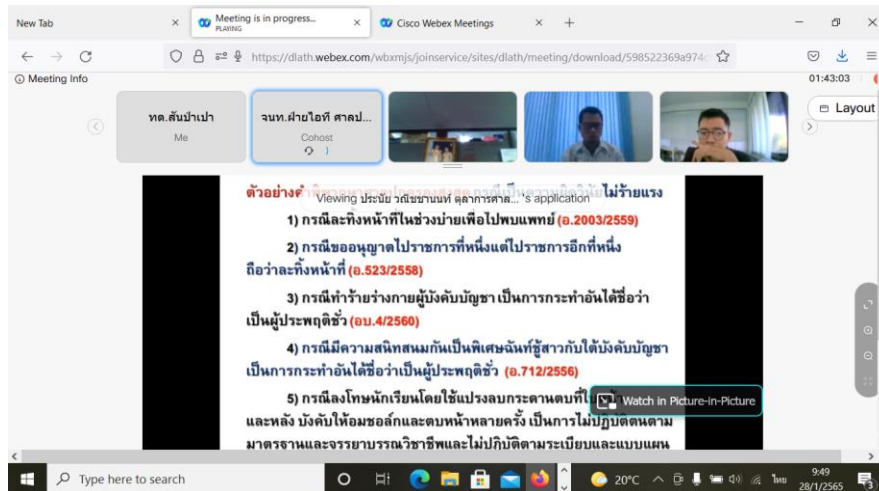 New Tab
Meeting is in progress...
PLAYING
Cisco Webex Meetings
https://dlath.webex.com/wbxmjs/joinservice/sites/dlath/meeting/download/598522369a974
Meeting Info
01:43:03
ทต.สันป่าเปา
Me
จนท.ฝ่ายไอที ศาลป...
Cohost
Layout
ตัวอย่าง
ไม่ร้ายแรง
Viewing ประนัย วณิชชานนท์ ตุลาการศาล... 's application
1) กรณีละทิ้งหน้าที่ในช่วงบ่ายเพื่อไปพบแพทย์ (อ.2003/2559)
2) กรณีขออนุญาตไปราชการที่หนึ่งแต่ไปราชการอีกที่หนึ่ง
ถือว่าละทิ้งหน้าที่ (อ.523/2558)
3) กรณีทำร้ายร่างกายผู้บังคับบัญชา เป็นการกระทำอันได้ชื่อว่า
เป็นผู้ประพฤติชั่ว (อบ.4/2560)
4) กรณีมีความสนิทสนมกันเป็นพิเศษฉันท์ชู้สาวกับใต้บังคับบัญชา
เป็นการกระทำอันได้ชื่อว่าเป็นผู้ประพฤติชั่ว (อ.712/2556)
5) กรณีลงโทษนักเรียนโดยใช้แปรงลบกระดานตบที่
Watch in Picture-in-Picture
และหลัง บังคับให้อมชอล์กและตบหน้าหลายครั้ง เป็นการไม่ปฏิบัติตนตาม
มาตรฐานและจรรยาบรรณวิชาชีพและไม่ปฏิบัติตามระเบียบและแบบแผน
Type here to search
20°C
ไทย
9:49
28/1/2565
3